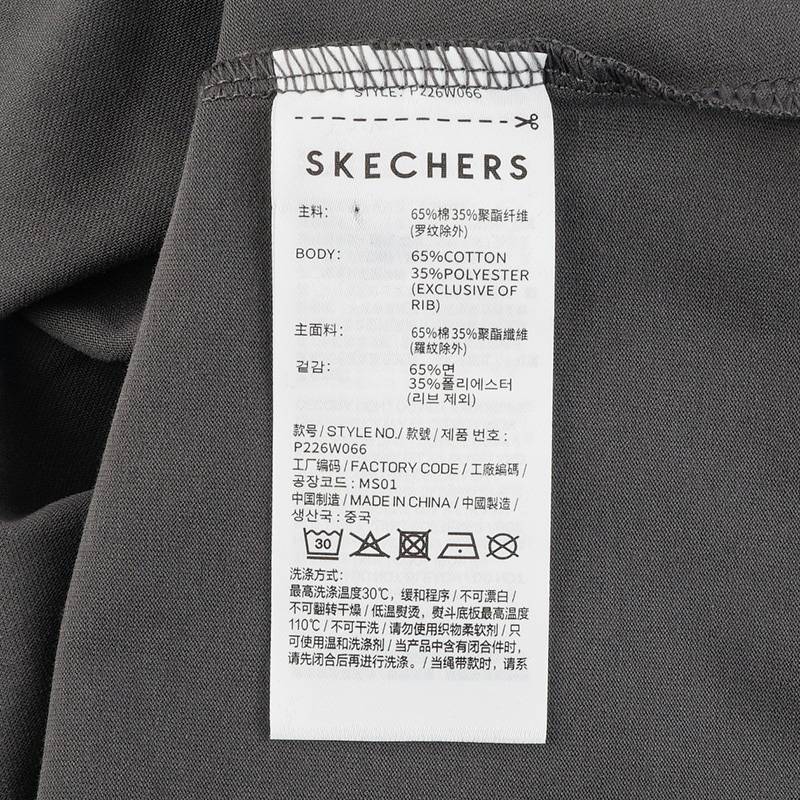 STYLE: P226W066
SKECHERS
主料： 65%棉35%聚酯纤维
(罗纹除外)
BODY: 65%COTTON
35%POLYESTER
(EXCLUSIVE OF
RIB)
主面料： 65%棉35%聚酯纖維
(羅紋除外)
겉감: 65%면
35%폴리에스터
(리브 제외)
款号/STYLE NO./款號/제품 번호:
P226W066
工厂编码/FACTORY CODE/工廠編碼/
공장코드: MS01
中国制造/MADE IN CHINA/中國製造/
생산국: 중국
30
洗涤方式：
最高洗涤温度30℃，缓和程序/不可漂白/
不可翻转干燥/低温熨烫，熨斗底板最高温度
110℃/不可干洗/请勿使用织物柔软剂/只
可使用温和洗涤剂/当产品中含有闭合件时，
请先闭合后再进行洗涤。/当绳带款时，请系